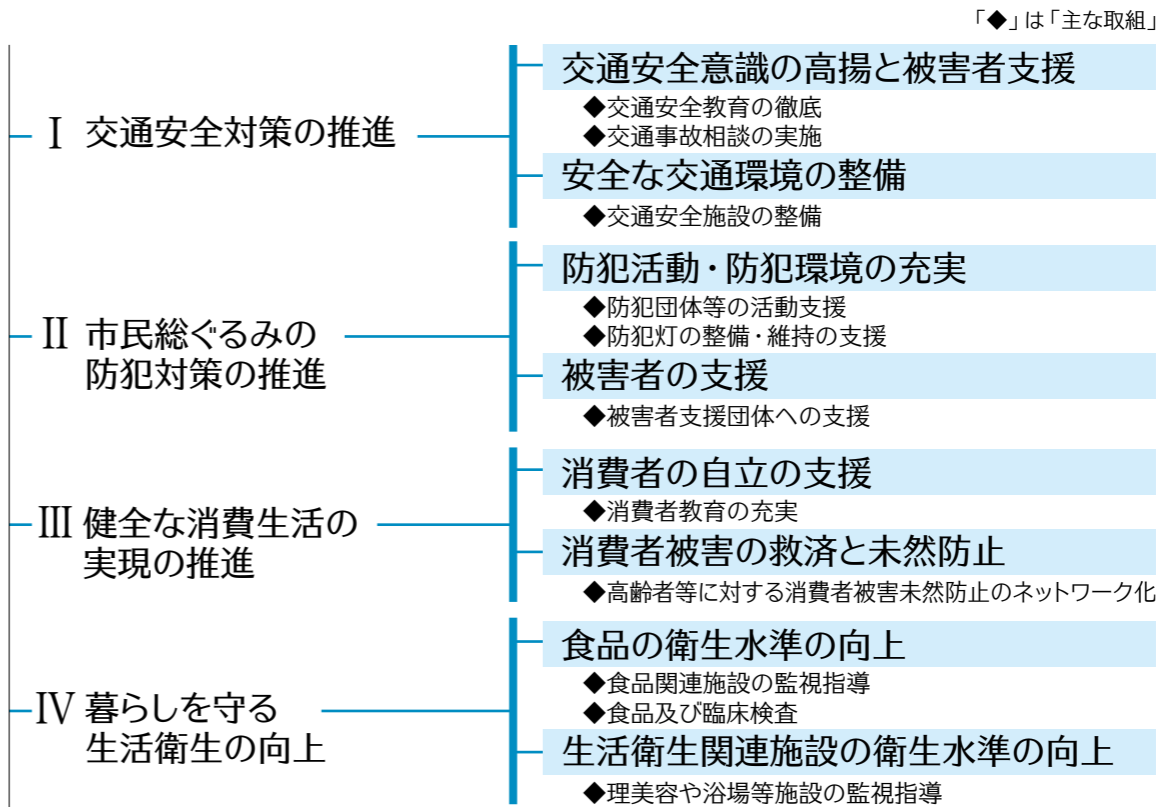 「◆」は「主な取組」
Ⅰ 交通安全対策の推進
交通安全意識の高揚と被害者支援
◆交通安全教育の徹底
◆交通事故相談の実施
安全な交通環境の整備
◆交通安全施設の整備
Ⅱ 市民総ぐるみの
防犯対策の推進
防犯活動・防犯環境の充実
◆防犯団体等の活動支援
◆防犯灯の整備・維持の支援
被害者の支援
◆被害者支援団体への支援
Ⅲ 健全な消費生活の
実現の推進
消費者の自立の支援
◆消費者教育の充実
消費者被害の救済と未然防止
◆高齢者等に対する消費者被害未然防止のネットワーク化
Ⅳ 暮らしを守る
生活衛生の向上
食品の衛生水準の向上
◆食品関連施設の監視指導
◆食品及び臨床検査
生活衛生関連施設の衛生水準の向上
◆理美容や浴場等施設の監視指導